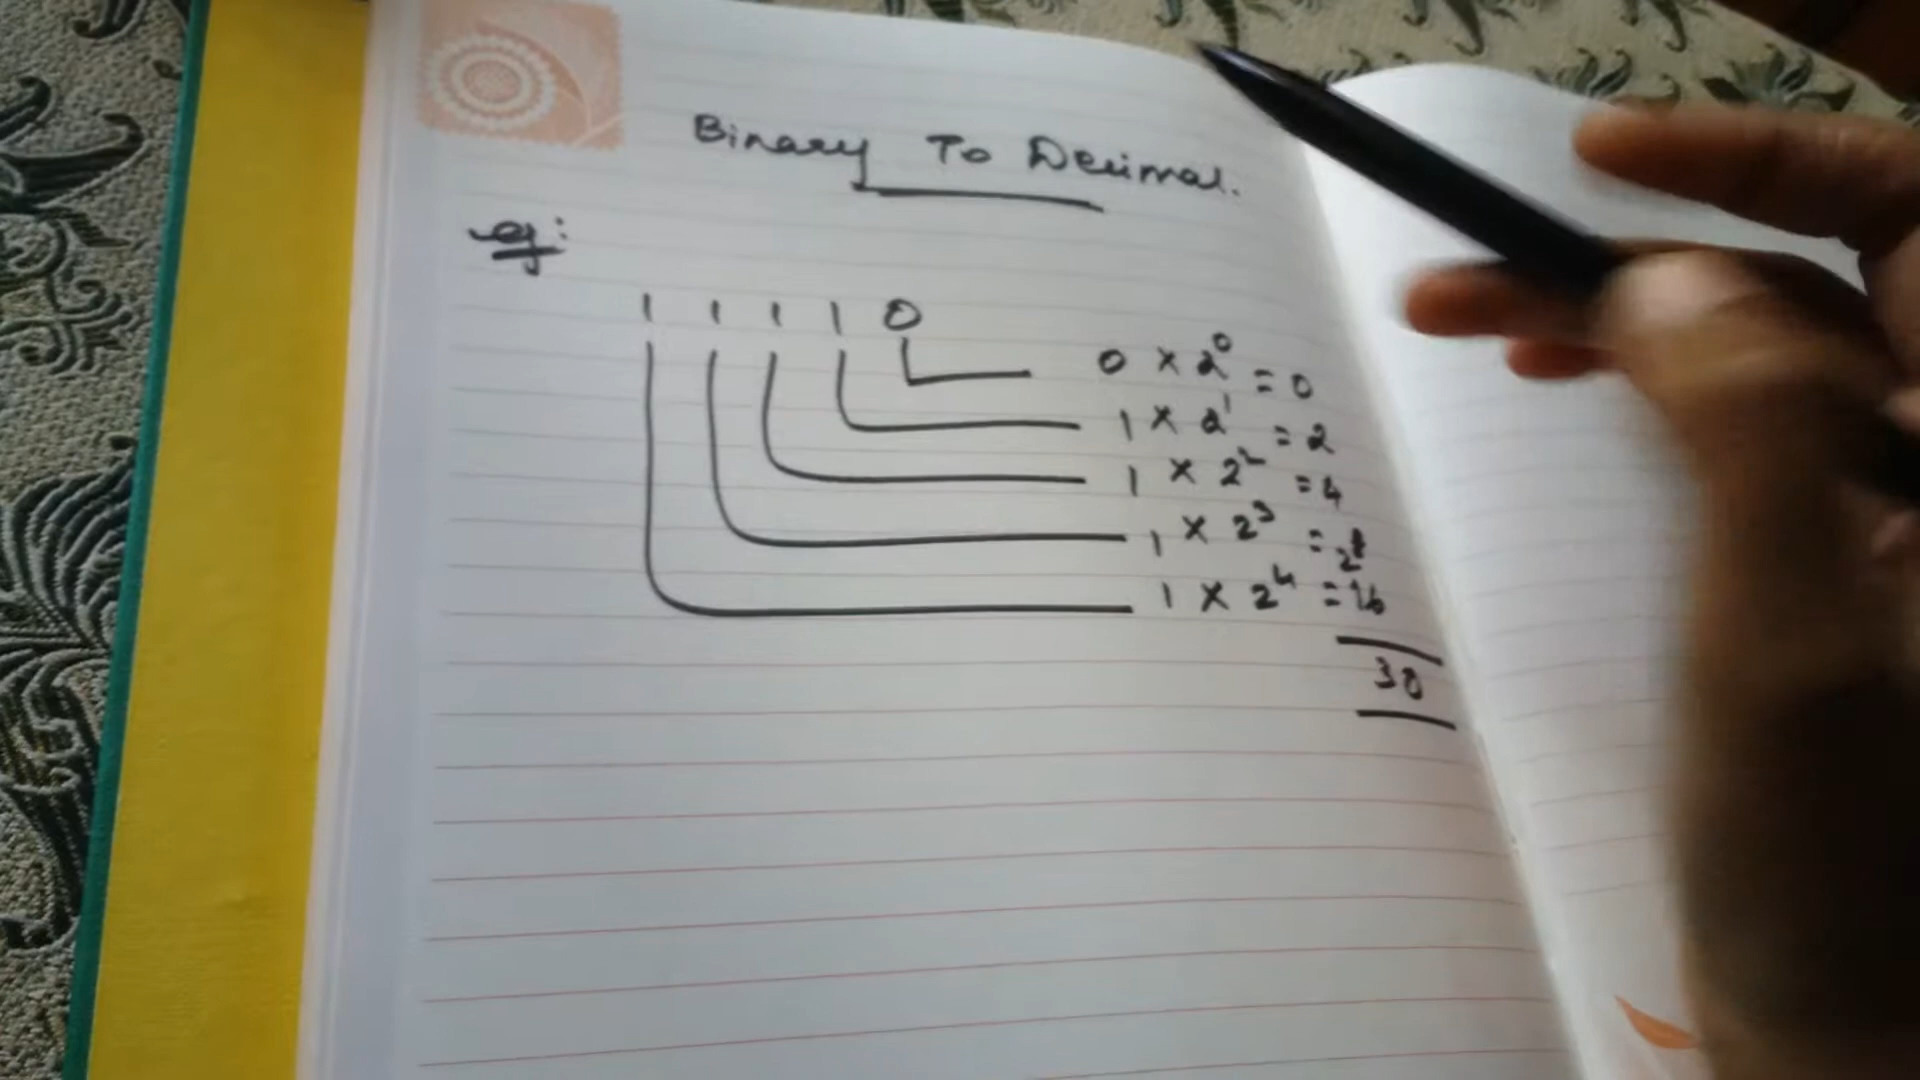 Binary To Decimal.
eg:
1 1 1 1 0
0 × 2⁰ = 0
1 × 2¹ = 2
1 × 2² = 4
1 × 2³ =
1 × 2⁴ = 16
30